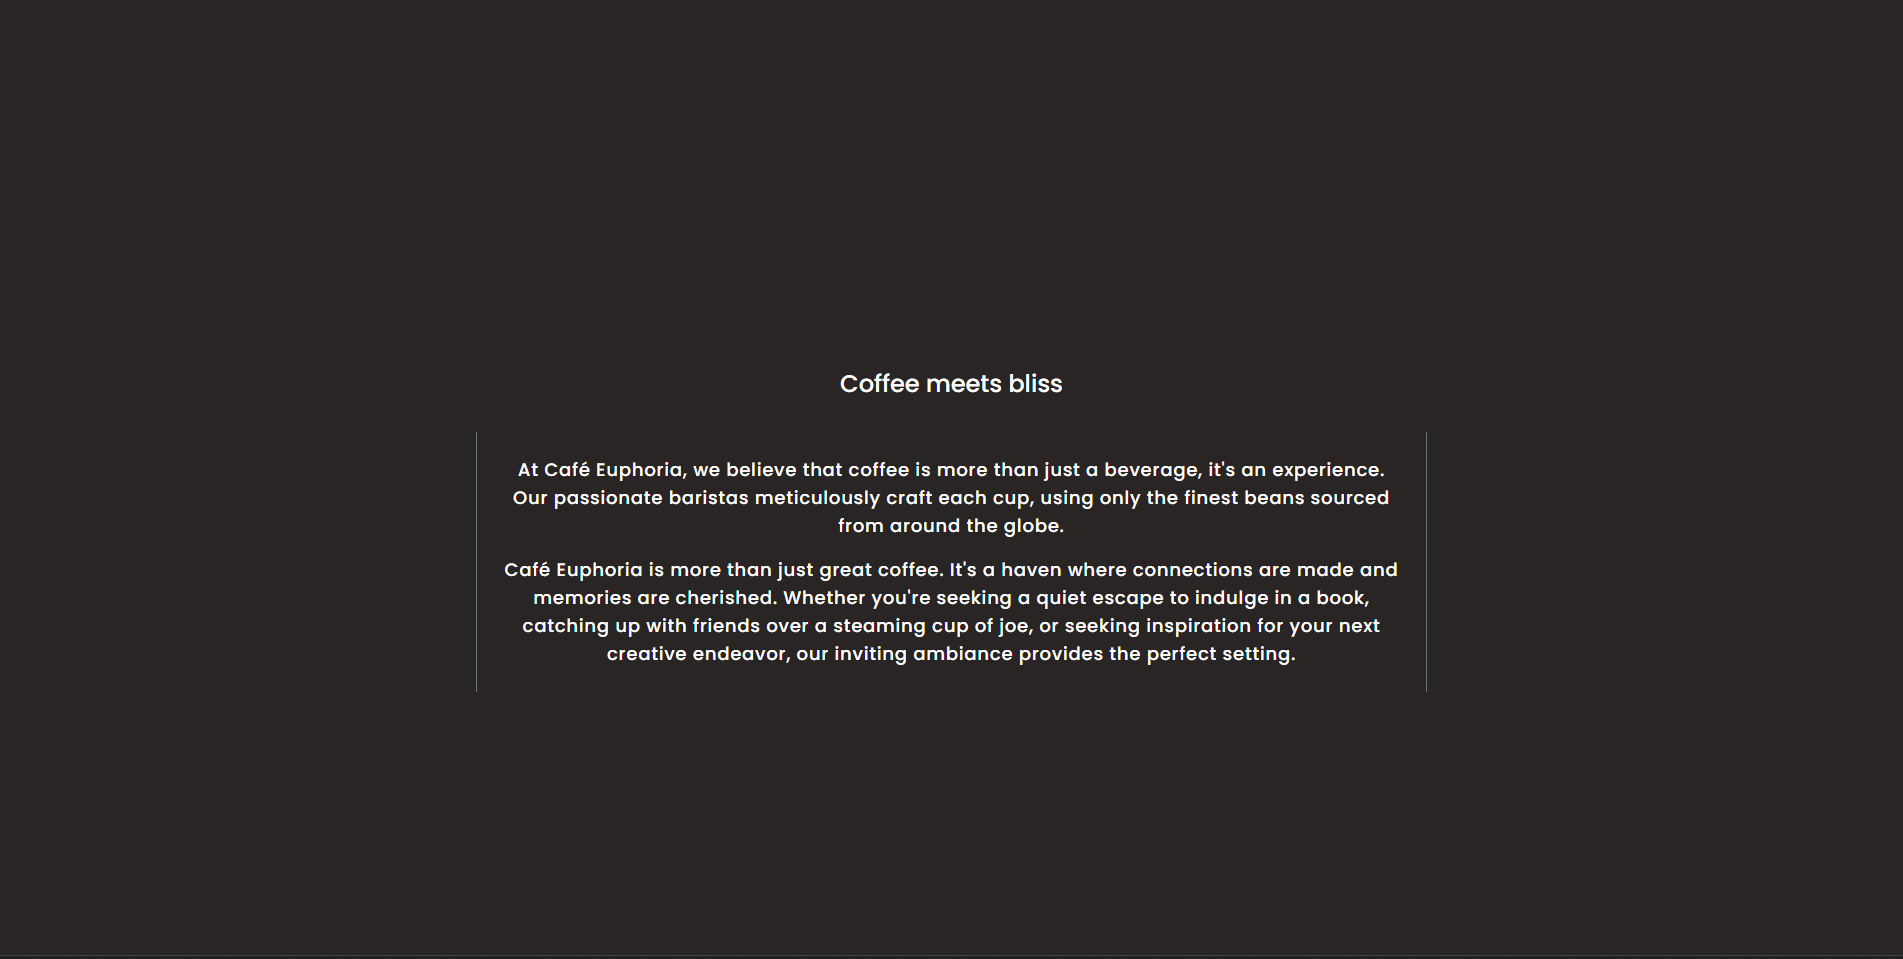 Coffee meets bliss
At Café Euphoria, we believe that coffee is more than just a beverage, it's an experience.
Our passionate baristas meticulously craft each cup, using only the finest beans sourced
from around the globe.
Café Euphoria is more than just great coffee. It's a haven where connections are made and
memories are cherished. Whether you're seeking a quiet escape to indulge in a book,
catching up with friends over a steaming cup of joe, or seeking inspiration for your next
creative endeavor, our inviting ambiance provides the perfect setting.